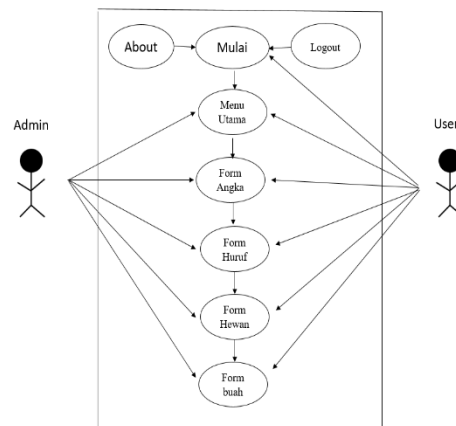 About
Mulai
Logout
Menu
Utama
Admin
User
Form
Angka
Form
Huruf
Form
Hewan
Form
buah